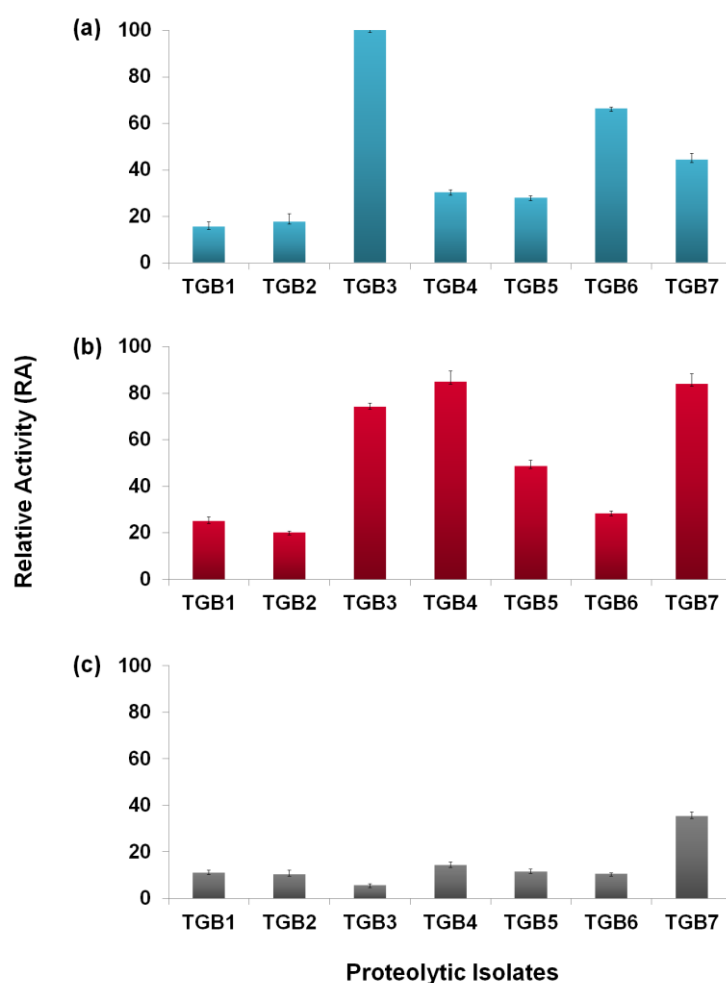 (a)
100
80
60
40
20
0
TGB1 TGB2 TGB3 TGB4 TGB5 TGB6 TGB7
Relative Activity (RA)
(b)
100
80
60
40
20
0
TGB1 TGB2 TGB3 TGB4 TGB5 TGB6 TGB7
(c)
100
80
60
40
20
0
TGB1 TGB2 TGB3 TGB4 TGB5 TGB6 TGB7
Proteolytic Isolates